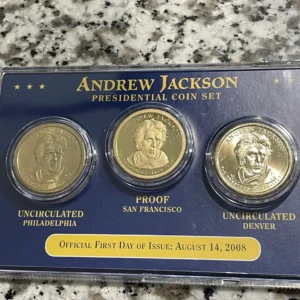 ANDREW JACKSON
PRESIDENTIAL COIN SET
UNCIRCULATED
PHILADELPHIA
PROOF
SAN FRANCISCO
UNCIRCULATED
DENVER
OFFICIAL FIRST DAY OF ISSUE: AUGUST 14, 2008